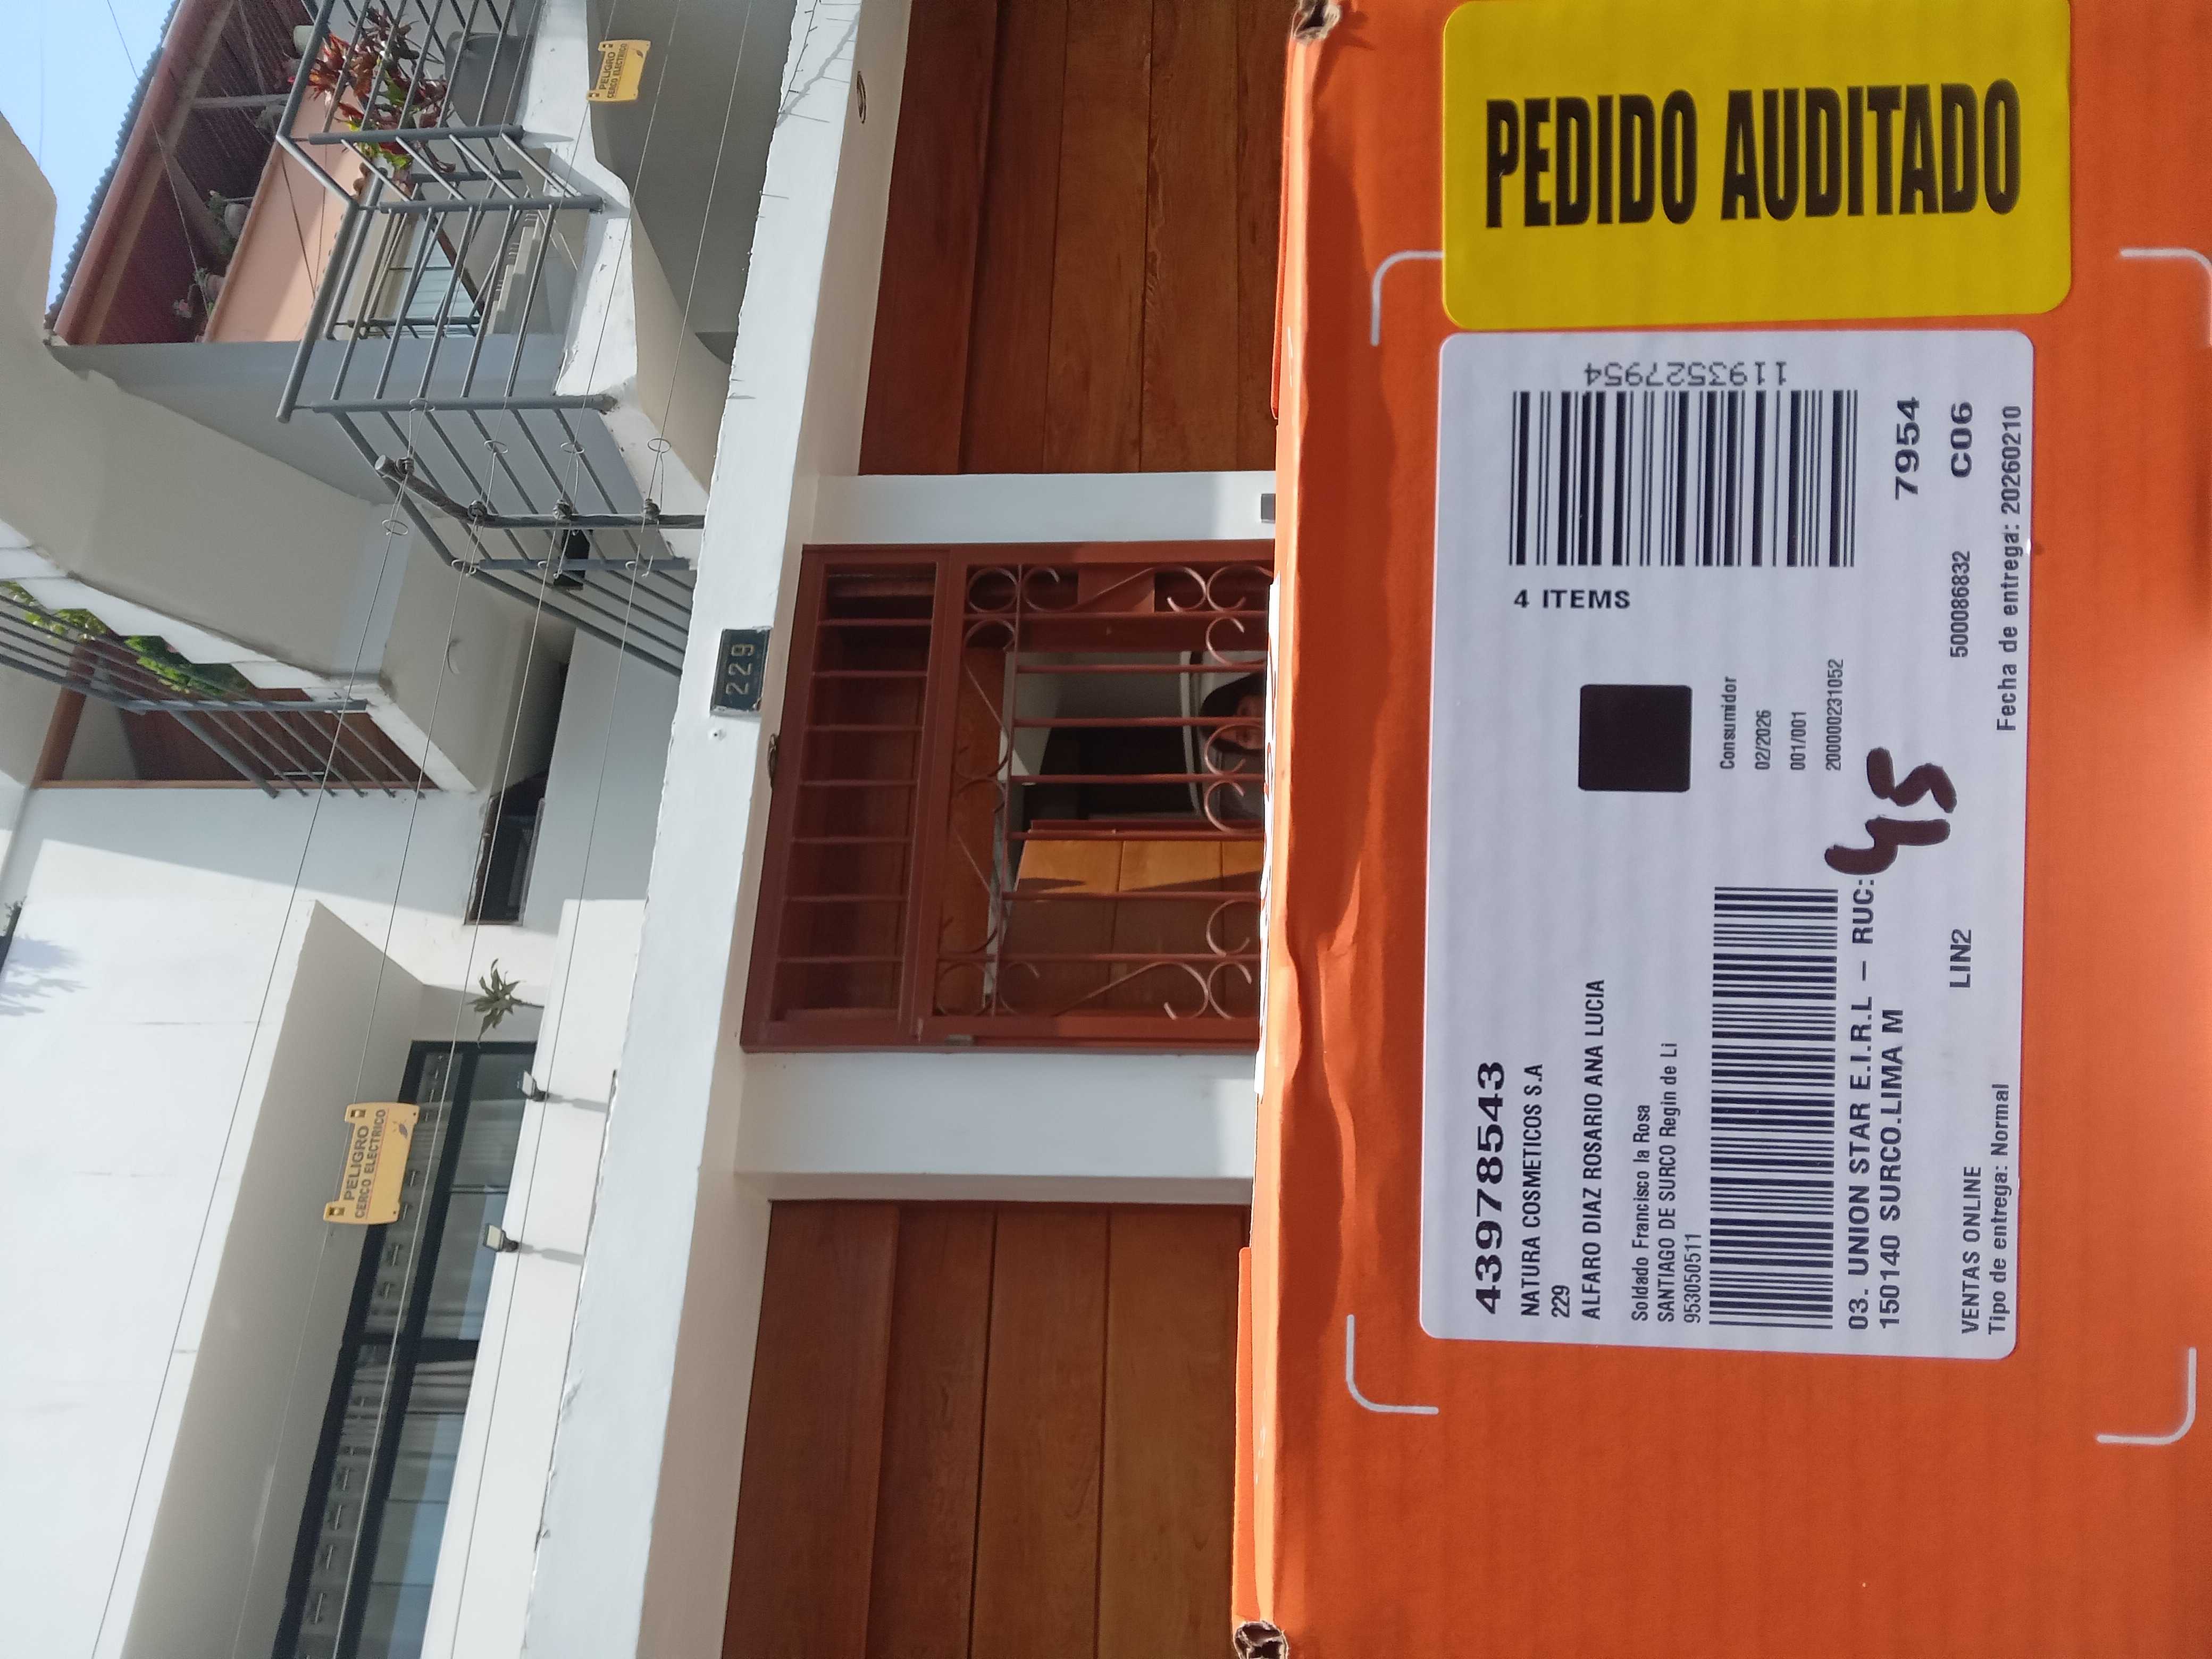 PELIGRO
CERCO ELECTRICO
PELIGRO
CERCO ELECTRICO
229
PEDIDO AUDITADO
43978543
NATURA COSMETICOS S.A
229
ALFARO DIAZ ROSARIO ANA LUCIA
Soldado Francisco la Rosa
SANTIAGO DE SURCO Regin de Li
953050511
4 ITEMS
1193527954
Consumidor
02/2026
001/001
200000231052
03. UNION STAR E.I.R.L – RUC:
150140 SURCO.LIMA M
45
7954
LIN2
500086832
C06
VENTAS ONLINE
Tipo de entrega: Normal
Fecha de entrega: 20260210